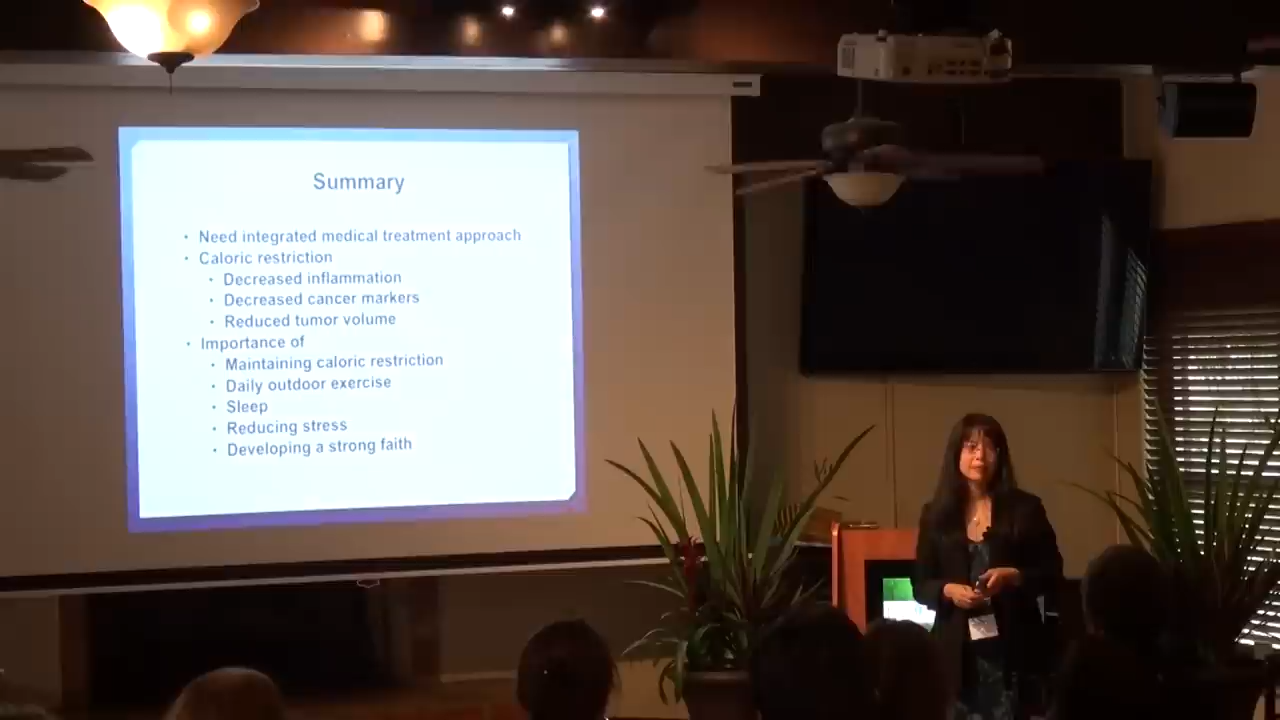 Summary
• Need integrated medical treatment approach
• Caloric restriction
• Decreased inflammation
• Decreased cancer markers
• Reduced tumor volume
• Importance of
• Maintaining caloric restriction
• Daily outdoor exercise
• Sleep
• Reducing stress
• Developing a strong faith